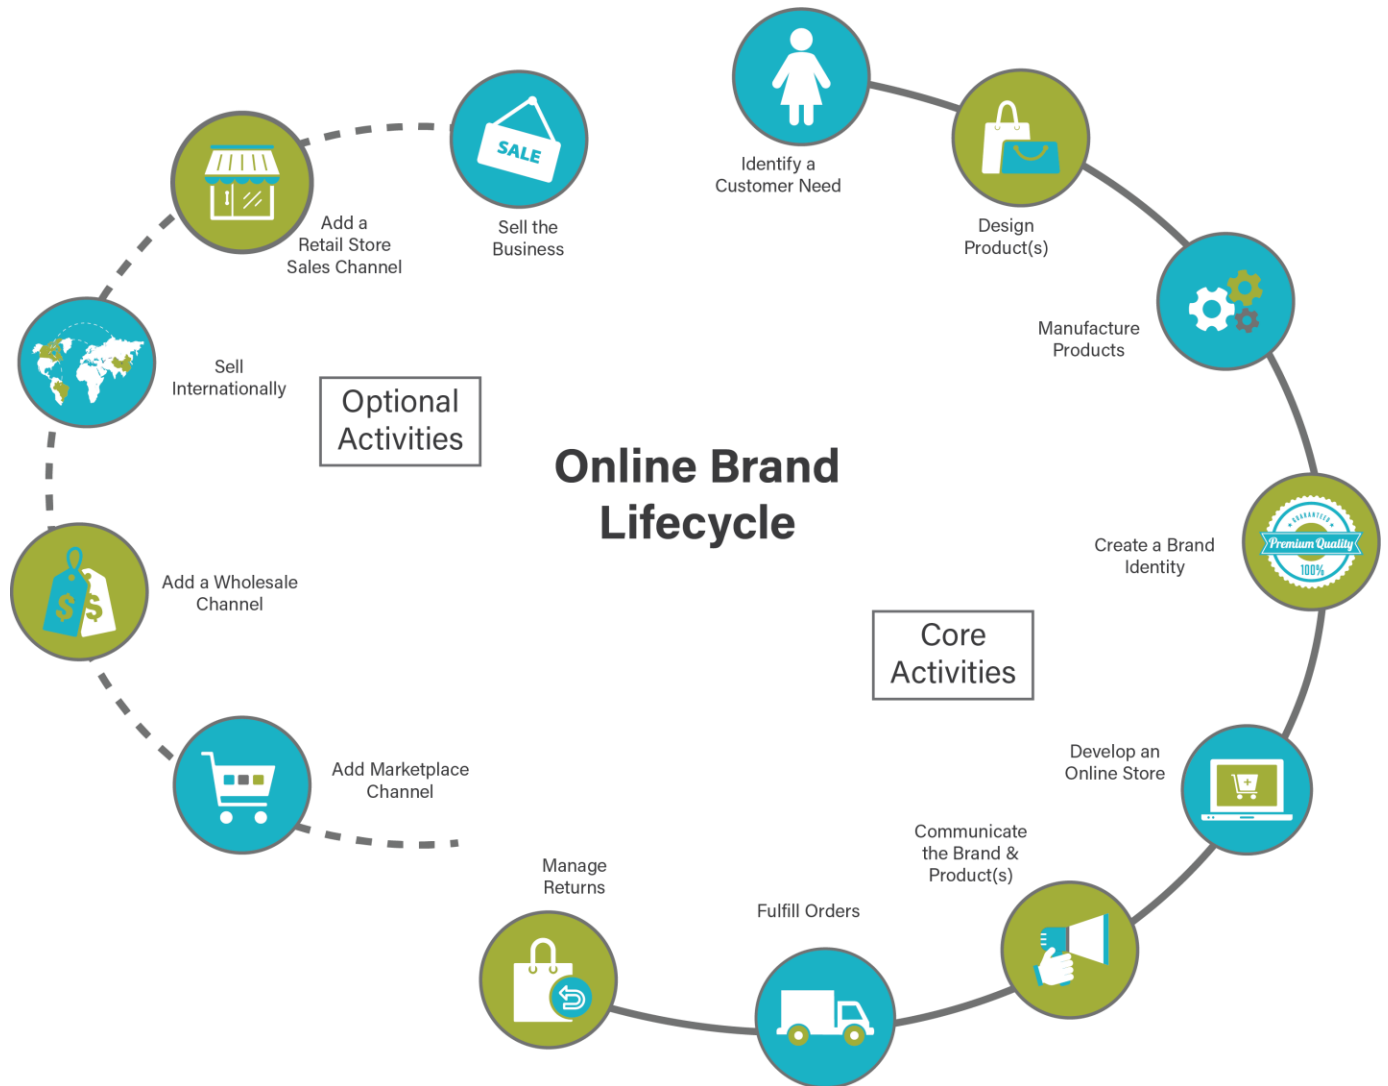 Online Brand
Lifecycle
Core
Activities
Identify a
Customer Need
Design
Product(s)
Manufacture
Products
Create a Brand
Identity
GUARANTEED
Premium Quality
100%
Develop an
Online Store
Communicate
the Brand &
Product(s)
Fulfill Orders
Manage
Returns
Optional
Activities
Add Marketplace
Channel
Add a Wholesale
Channel
$
$
Sell
Internationally
Add a
Retail Store
Sales Channel
SALE
Sell the
Business